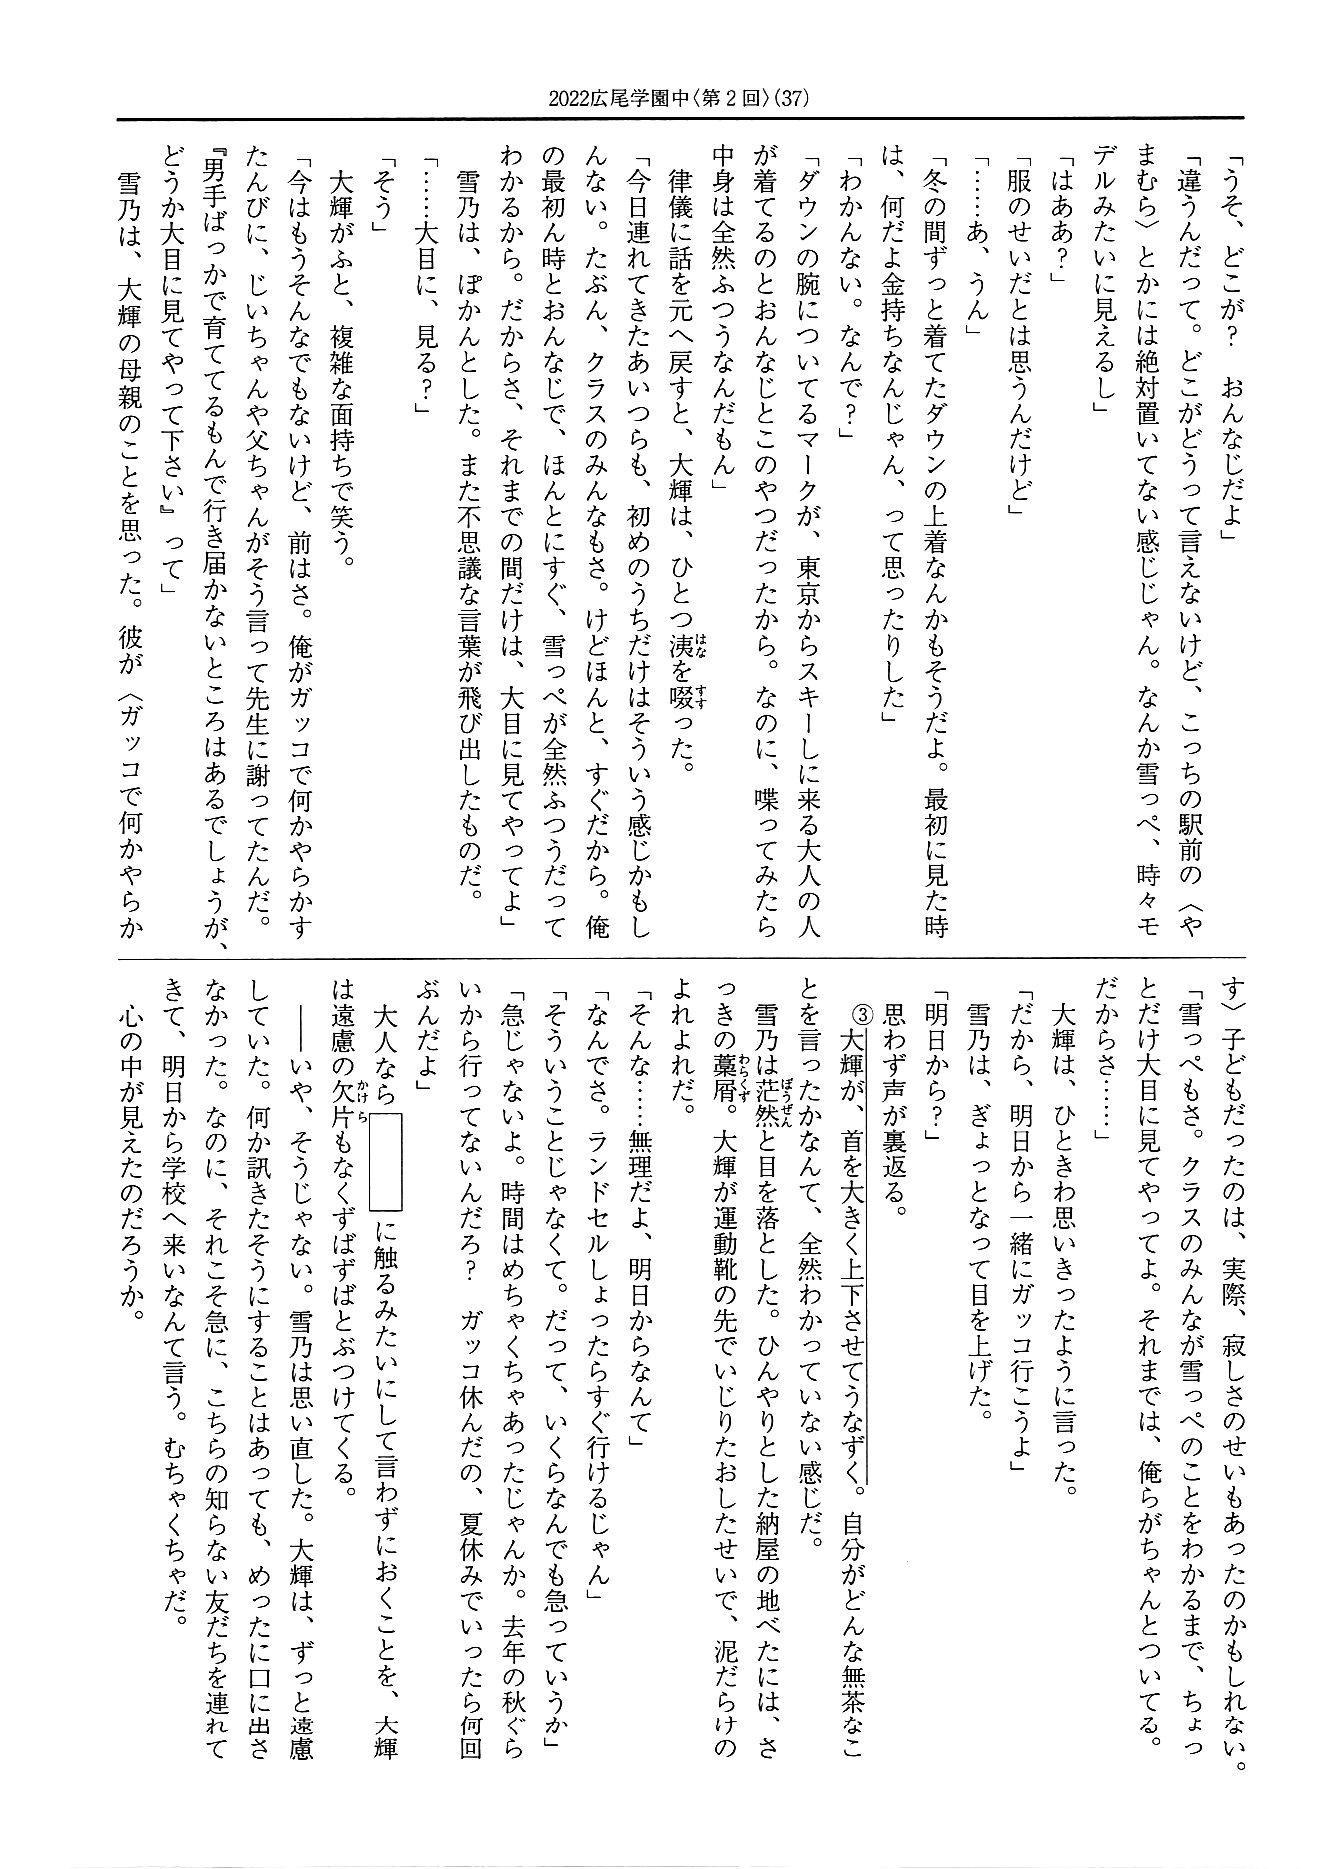 2022広尾学園中〈第2回〉(37)
「うそ、どこが？　おんなじだよ」
「違うんだって。どこがどうって言えないけど、こっちの駅前の〈や
まむら〉とかには絶対置いてない感じじゃん。なんか雪っぺ、時々モ
デルみたいに見えるし」
「はああ？」
「服のせいだとは思うんだけど」
「……あ、うん」
「冬の間ずっと着てたダウンの上着なんかもそうだよ。最初に見た時
は、何だよ金持ちなんじゃん、って思ったりした」
「わかんない。なんで？」
「ダウンの腕についてるマークが、東京からスキーしに来る大人の人
が着てるのとおんなじとこのやつだったから。なのに、喋ってみたら
中身は全然ふつうなんだもん」
　律儀に話を元へ戻すと、大輝は、ひとつ洟はなを啜すすった。
「今日連れてきたあいつらも、初めのうちだけはそういう感じかもし
んない。たぶん、クラスのみんなもさ。けどほんと、すぐだから。俺
の最初ん時とおんなじで、ほんとにすぐ、雪っぺが全然ふつうだって
わかるから。だからさ、それまでの間だけは、大目に見てやってよ」
　雪乃は、ぽかんとした。また不思議な言葉が飛び出したものだ。
「……大目に、見る？」
「そう」
　大輝がふと、複雑な面持ちで笑う。
「今はもうそんなでもないけど、前はさ。俺がガッコで何かやらかす
たんびに、じいちゃんや父ちゃんがそう言って先生に謝ってたんだ。
『男手ばっかで育ててるもんで行き届かないところはあるでしょうが、
どうか大目に見てやって下さい』って」
　雪乃は、大輝の母親のことを思った。彼が〈ガッコで何かやらか
す〉子どもだったのは、実際、寂しさのせいもあったのかもしれない。
「雪っぺもさ。クラスのみんなが雪っぺのことをわかるまで、ちょっ
とだけ大目に見てやってよ。それまでは、俺らがちゃんとついてる。
だからさ……」
　大輝は、ひときわ思いきったように言った。
「だから、明日から一緒にガッコ行こうよ」
　雪乃は、ぎょっとなって目を上げた。
「明日から？」
思わず声が裏返る。
　③大輝が、首を大きく上下させてうなずく。自分がどんな無茶なこ
とを言ったかなんて、全然わかっていない感じだ。
　雪乃は茫然ぼうぜんと目を落とした。ひんやりとした納屋の地べたには、さ
っきの藁屑わらくず。大輝が運動靴の先でいじりたおしたせいで、泥だらけの
よれよれだ。
「そんな……無理だよ、明日からなんて」
「なんでさ。ランドセルしょったらすぐ行けるじゃん」
「そういうことじゃなくて。だって、いくらなんでも急っていうか」
「急じゃないよ。時間はめちゃくちゃあったじゃんか。去年の秋ぐら
いから行ってないんだろ？　ガッコ休んだの、夏休みでいったら何回
ぶんだよ」
　大人なら　　　に触るみたいにして言わずにおくことを、大輝
は遠慮の欠片かけらもなくずばずばとぶつけてくる。
　――いや、そうじゃない。雪乃は思い直した。大輝は、ずっと遠慮
していた。何か訊きたそうにすることはあっても、めったに口に出さ
なかった。なのに、それこそ急に、こちらの知らない友だちを連れて
きて、明日から学校へ来いなんて言う。むちゃくちゃだ。
　心の中が見えたのだろうか。